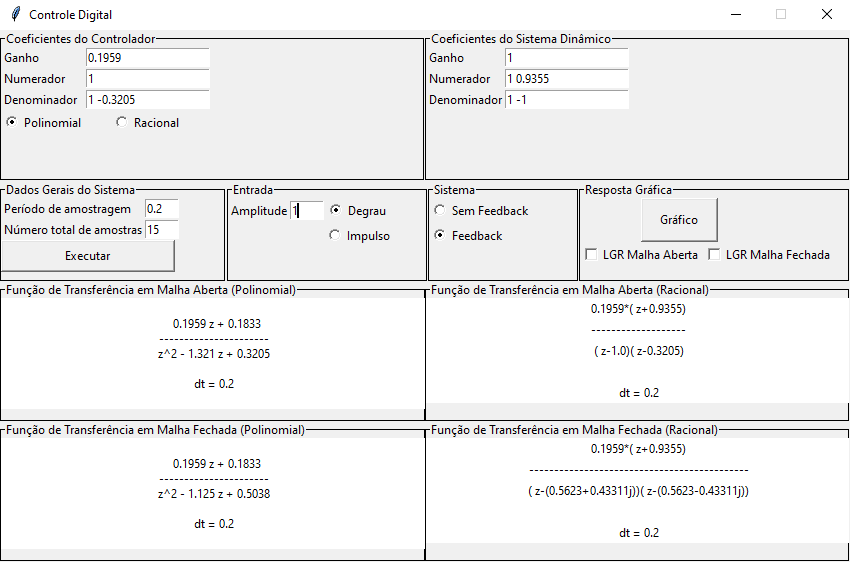 Controle Digital
Coeficientes do Controlador
Ganho 0.1959
Numerador 1
Denominador 1 -0.3205
Polinomial Racional
Coeficientes do Sistema Dinâmico
Ganho 1
Numerador 1 0.9355
Denominador 1 -1
Dados Gerais do Sistema
Período de amostragem 0.2
Número total de amostras 15
Executar
Entrada
Amplitude 1 Degrau
Impulso
Sistema
Sem Feedback
Feedback
Resposta Gráfica
Gráfico
LGR Malha Aberta LGR Malha Fechada
Função de Transferência em Malha Aberta (Polinomial)
0.1959 z + 0.1833
----------------------
z^2 - 1.321 z + 0.3205
dt = 0.2
Função de Transferência em Malha Aberta (Racional)
0.1959*( z+0.9355)
-------------------
( z-1.0)( z-0.3205)
dt = 0.2
Função de Transferência em Malha Fechada (Polinomial)
0.1959 z + 0.1833
----------------------
z^2 - 1.125 z + 0.5038
dt = 0.2
Função de Transferência em Malha Fechada (Racional)
0.1959*( z+0.9355)
--------------------------------------------
( z-(0.5623+0.43311j))( z-(0.5623-0.43311j))
dt = 0.2